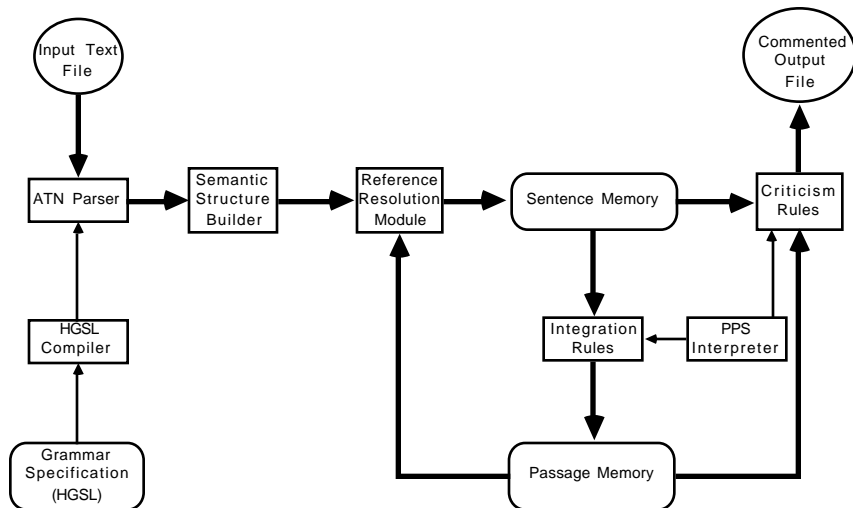 Input Text
File
Commented
Output
File
ATN Parser
Semantic
Structure
Builder
Reference
Resolution
Module
Sentence Memory
Criticism
Rules
HGSL
Compiler
Integration
Rules
PPS
Interpreter
Grammar
Specification
(HGSL)
Passage Memory